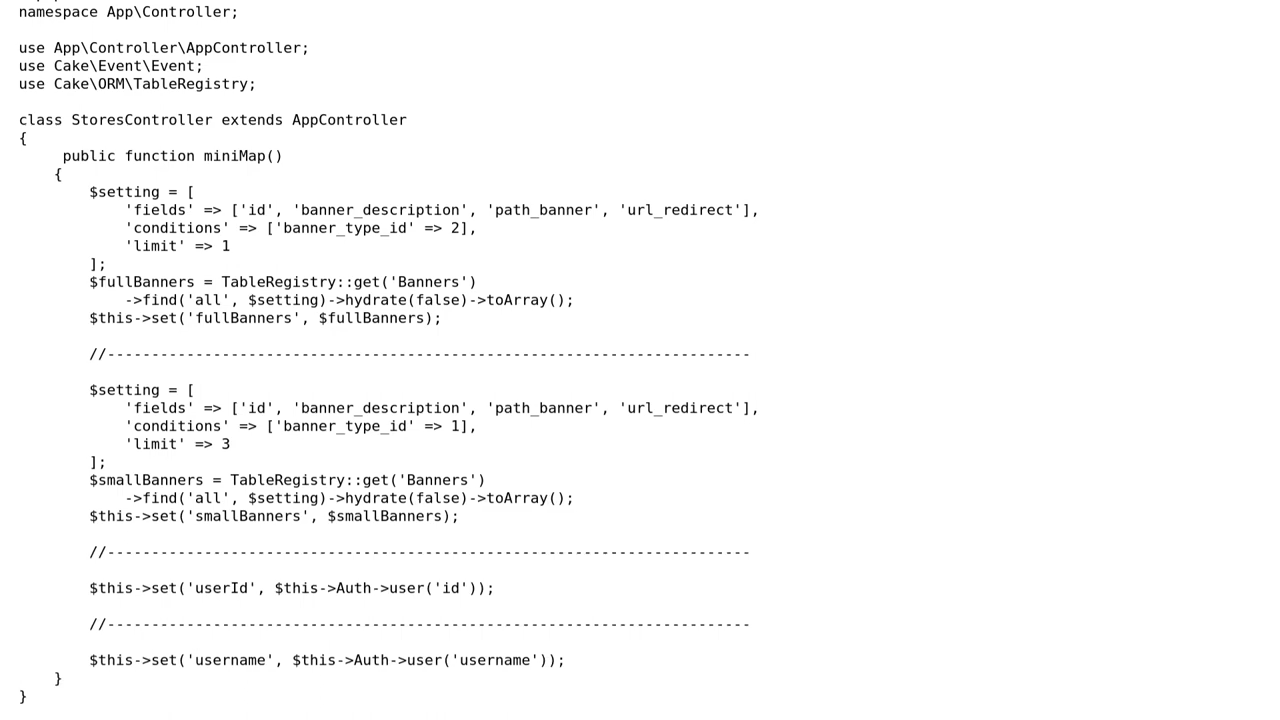 namespace App\Controller;
use App\Controller\AppController;
use Cake\Event\Event;
use Cake\ORM\TableRegistry;
class StoresController extends AppController
{
public function miniMap()
{
$setting = [
'fields' => ['id', 'banner_description', 'path_banner', 'url_redirect'],
'conditions' => ['banner_type_id' => 2],
'limit' => 1
];
$fullBanners = TableRegistry::get('Banners')
->find('all', $setting)->hydrate(false)->toArray();
$this->set('fullBanners', $fullBanners);
//-------------------------------------------------------------------------
$setting = [
'fields' => ['id', 'banner_description', 'path_banner', 'url_redirect'],
'conditions' => ['banner_type_id' => 1],
'limit' => 3
];
$smallBanners = TableRegistry::get('Banners')
->find('all', $setting)->hydrate(false)->toArray();
$this->set('smallBanners', $smallBanners);
//-------------------------------------------------------------------------
$this->set('userId', $this->Auth->user('id'));
//-------------------------------------------------------------------------
$this->set('username', $this->Auth->user('username'));
}
}